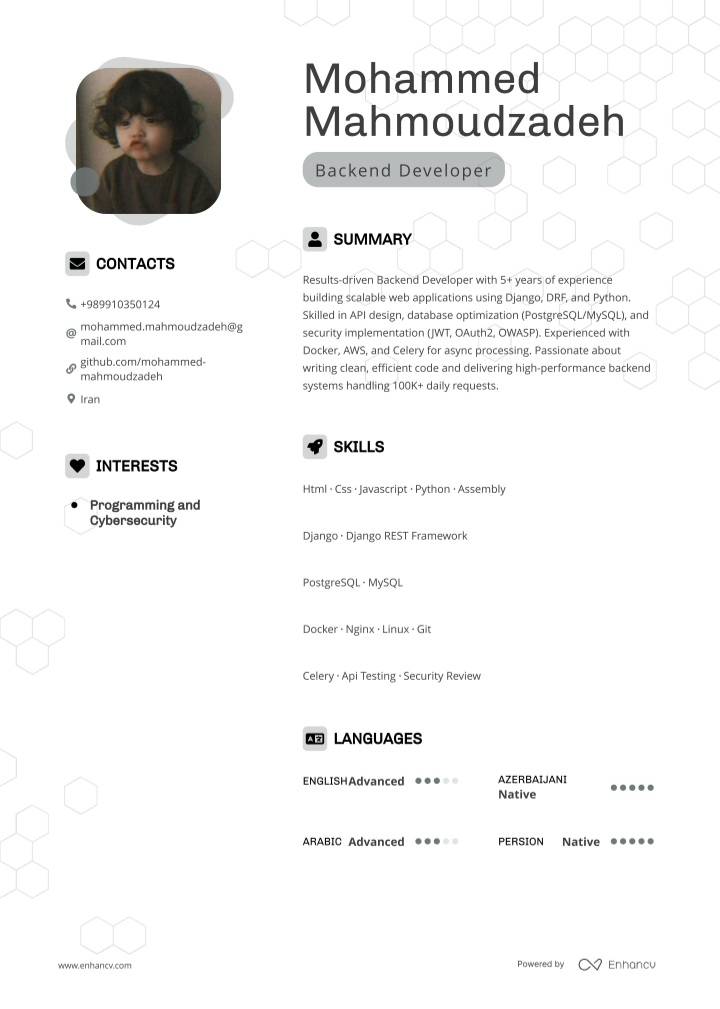 Mohammed
Mahmoudzadeh
Backend Developer
CONTACTS
+989910350124
mohammed.mahmoudzadeh@g
mail.com
github.com/mohammed-
mahmoudzadeh
Iran
INTERESTS
Programming and
Cybersecurity
SUMMARY
Results-driven Backend Developer with 5+ years of experience
building scalable web applications using Django, DRF, and Python.
Skilled in API design, database optimization (PostgreSQL/MySQL), and
security implementation (JWT, OAuth2, OWASP). Experienced with
Docker, AWS, and Celery for async processing. Passionate about
writing clean, efficient code and delivering high-performance backend
systems handling 100K+ daily requests.
SKILLS
Html · Css · Javascript · Python · Assembly
Django · Django REST Framework
PostgreSQL · MySQL
Docker · Nginx · Linux · Git
Celery · Api Testing · Security Review
LANGUAGES
ENGLISH Advanced
AZERBAIJANI
Native
ARABIC Advanced
PERSION Native
www.enhancv.com
Powered by Enhancv